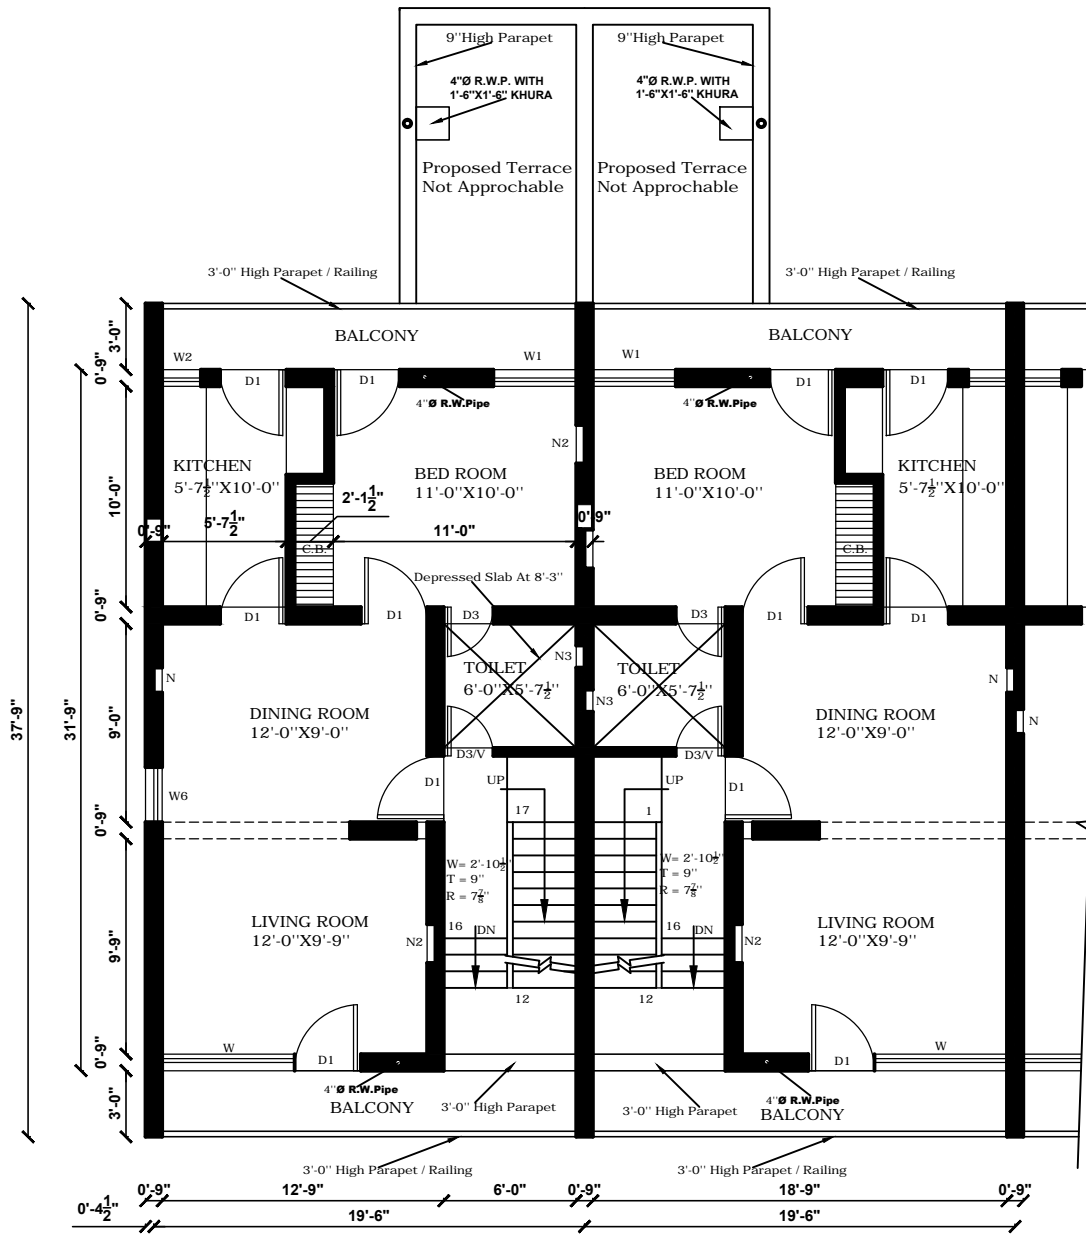 9"High Parapet
9"High Parapet
4"Ø R.W.P. WITH
1'-6"X1'-6" KHURA
4"Ø R.W.P. WITH
1'-6"X1'-6" KHURA
Proposed Terrace
Not Approchable
Proposed Terrace
Not Approchable
3'-0" High Parapet / Railing
3'-0" High Parapet / Railing
BALCONY
BALCONY
3'-0"
0'-9"
W2
W1
W1
D1
D1
D1
D1
4"Ø R.W.Pipe
4"Ø R.W.Pipe
N2
KITCHEN
5'-7½"X10'-0"
BED ROOM
11'-0"X10'-0"
BED ROOM
11'-0"X10'-0"
KITCHEN
5'-7½"X10'-0"
10'-0"
2'-1½"
0'-9"
5'-7½"
11'-0"
0'-9"
C.B.
C.B.
Depressed Slab At 8'-3"
0'-9"
D1
D1
D3
D3
D1
D1
N3
TOILET
6'-0"X5'-7½"
TOILET
6'-0"X5'-7½"
N
N
N3
N
37'-9"
31'-9"
9'-0"
DINING ROOM
12'-0"X9'-0"
DINING ROOM
12'-0"X9'-0"
D3/V
D3/V
D1
UP
UP
D1
W6
17
1
0'-9"
W= 2'-10½"
T = 9"
R = 7⅞"
W= 2'-10½"
T = 9"
R = 7⅞"
LIVING ROOM
12'-0"X9'-9"
LIVING ROOM
12'-0"X9'-9"
16
DN
16
DN
N2
N2
9'-9"
12
12
0'-9"
W
D1
D1
W
4"Ø R.W.Pipe
BALCONY
3'-0" High Parapet
3'-0" High Parapet
4"Ø R.W.Pipe
BALCONY
3'-0"
3'-0" High Parapet / Railing
3'-0" High Parapet / Railing
0'-9"
12'-9"
6'-0"
0'-9"
18'-9"
0'-9"
0'-4½"
19'-6"
19'-6"